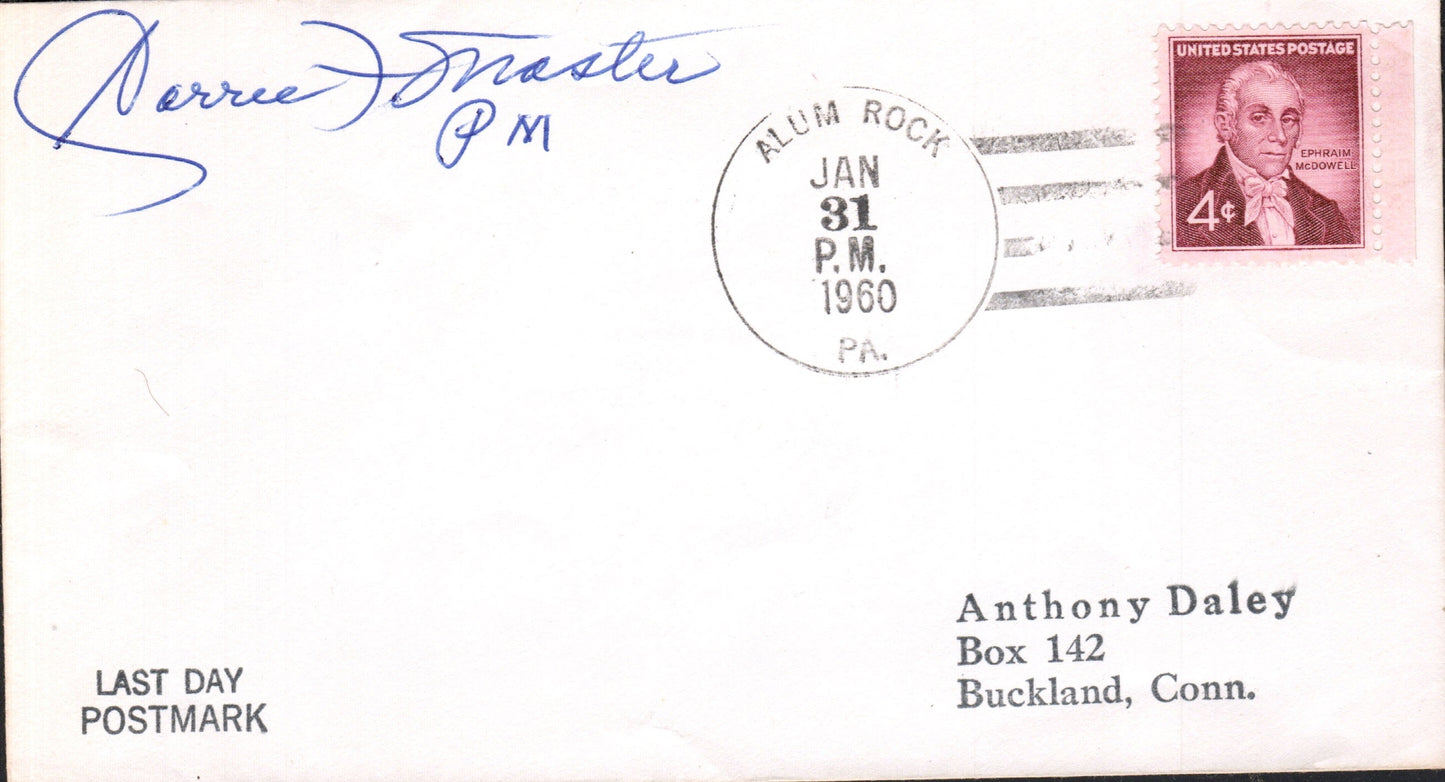 Master
PM
ALUM ROCK
JAN
31
P.M.
1960
PA.
UNITED STATES POSTAGE
EPHRAIM
McDOWELL
4¢
Anthony Daley
Box 142
Buckland, Conn.
LAST DAY
POSTMARK